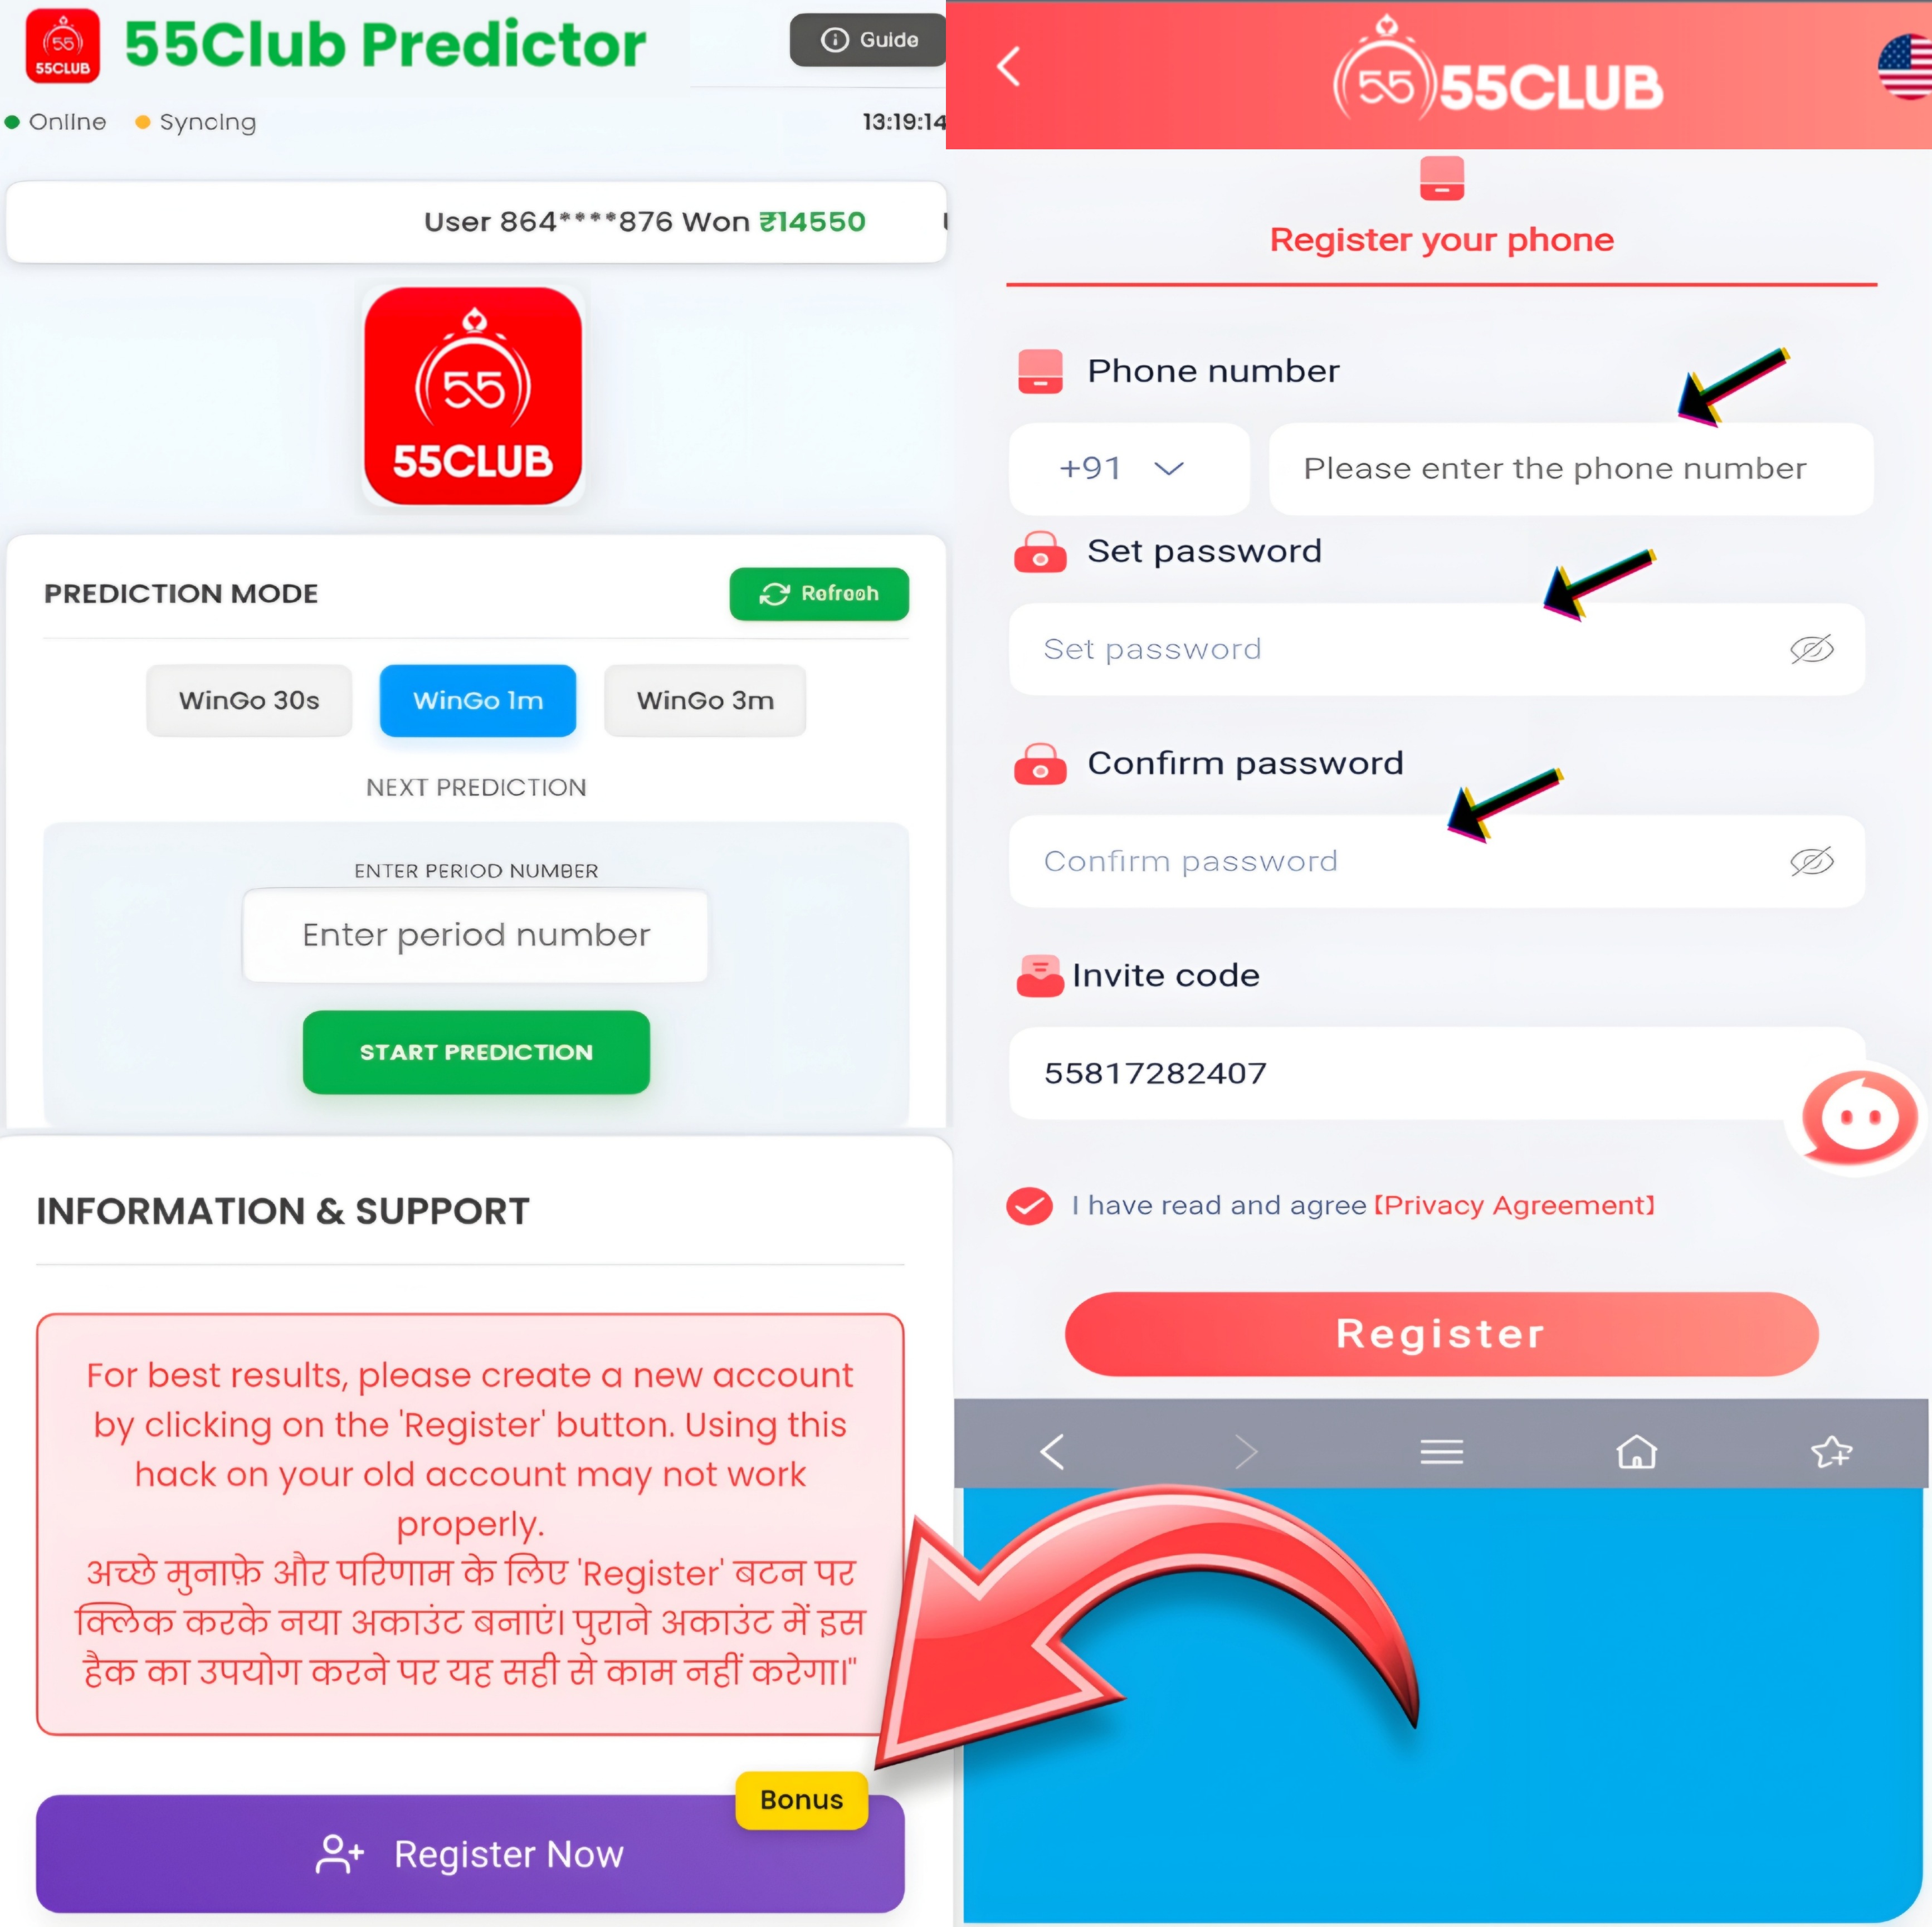 55
55CLUB
55Club Predictor
Guide
Online
Syncing
13:19:14
User 864****876 Won ₹14550
55
55CLUB
PREDICTION MODE
Refresh
WinGo 30s
WinGo 1m
WinGo 3m
NEXT PREDICTION
ENTER PERIOD NUMBER
Enter period number
START PREDICTION
INFORMATION & SUPPORT
For best results, please create a new account
by clicking on the 'Register' button. Using this
hack on your old account may not work
properly.
अच्छे मुनाफ़े और परिणाम के लिए 'Register' बटन पर
क्लिक करके नया अकाउंट बनाएं। पुराने अकाउंट में इस
हैक का उपयोग करने पर यह सही से काम नहीं करेगा।"
Bonus
Register Now
55 55CLUB
Register your phone
Phone number
+91
Please enter the phone number
Set password
Set password
Confirm password
Confirm password
Invite code
55817282407
I have read and agree【Privacy Agreement】
Register